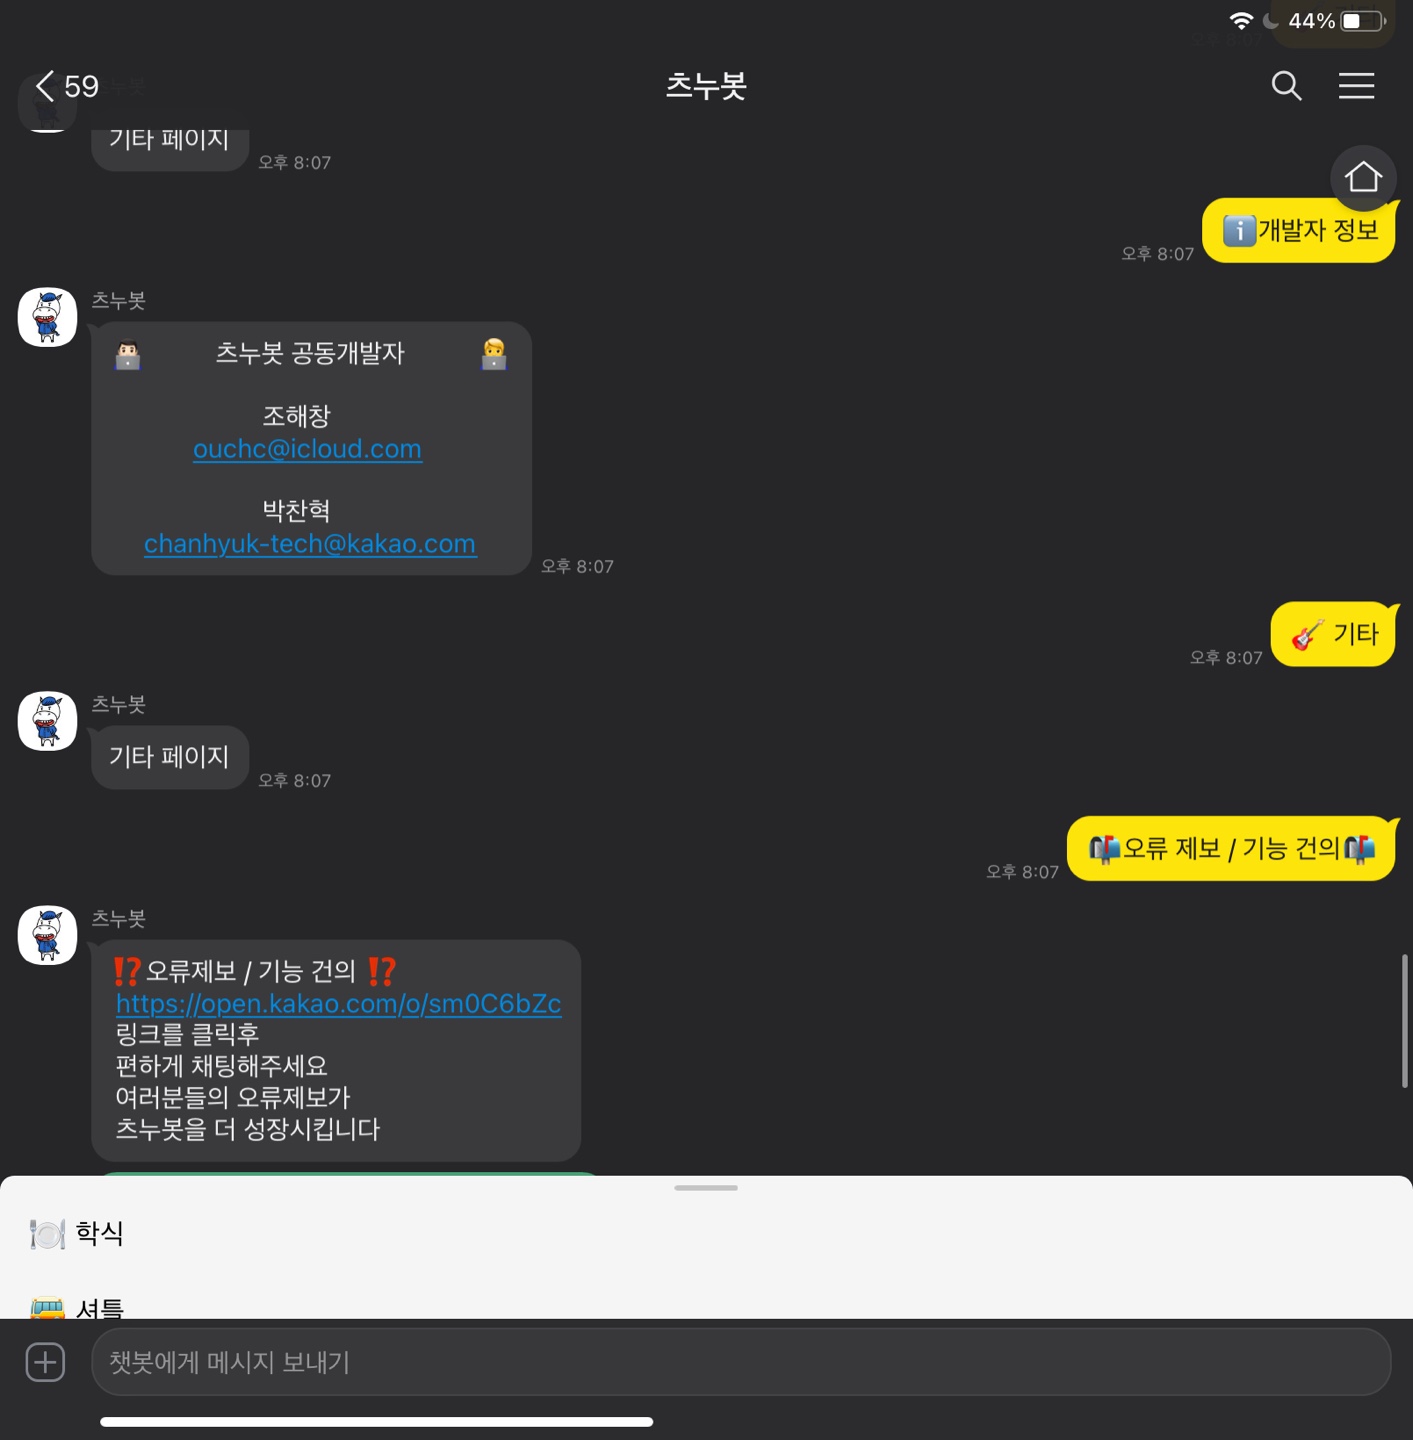 44%
59
츠누봇
기타 페이지
오후 8:07
개발자 정보
오후 8:07
츠누봇
츠누봇 공동개발자
조해창
ouchc@icloud.com
박찬혁
chanhyuk-tech@kakao.com
오후 8:07
🎸 기타
오후 8:07
츠누봇
기타 페이지
오후 8:07
📬오류 제보 / 기능 건의📬
오후 8:07
츠누봇
⁉️오류제보 / 기능 건의 ⁉️
https://open.kakao.com/o/sm0C6bZc
링크를 클릭후
편하게 채팅해주세요
여러분들의 오류제보가
츠누봇을 더 성장시킵니다
🍽 학식
🚌 셔틀
챗봇에게 메시지 보내기